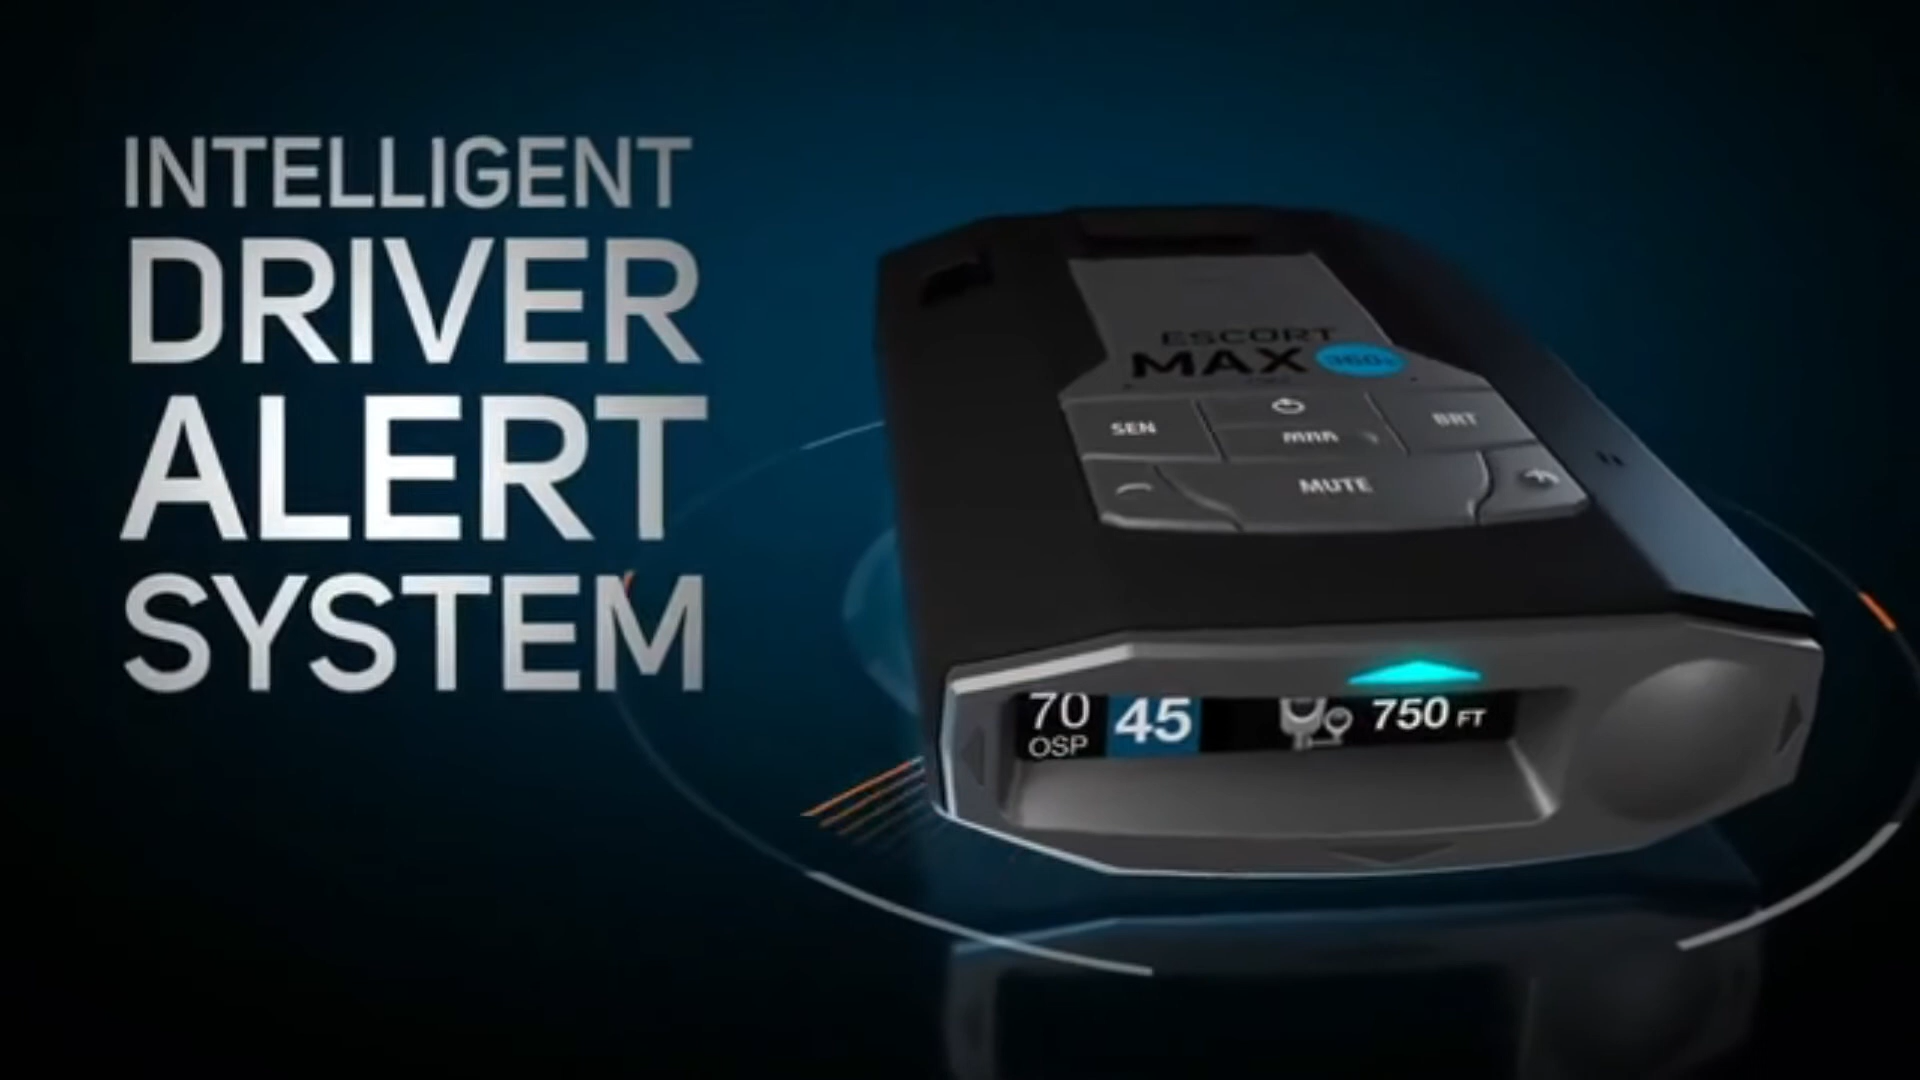 INTELLIGENT
DRIVER
ALERT
SYSTEM
ESCORT
MAX 360c
SEN
BRT
MUTE
70
OSP
45
750 FT